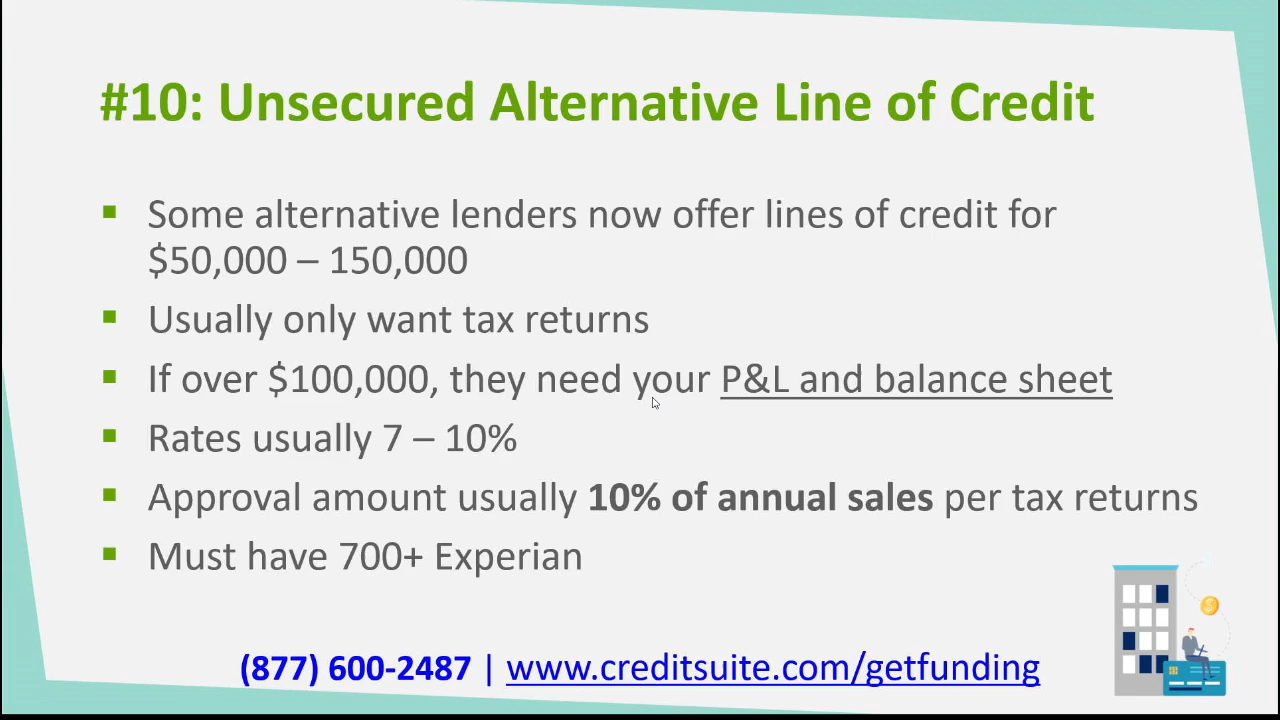 #10: Unsecured Alternative Line of Credit
▪ Some alternative lenders now offer lines of credit for
$50,000 – 150,000
▪ Usually only want tax returns
▪ If over $100,000, they need your P&L and balance sheet
▪ Rates usually 7 – 10%
▪ Approval amount usually 10% of annual sales per tax returns
▪ Must have 700+ Experian
(877) 600-2487 | www.creditsuite.com/getfunding